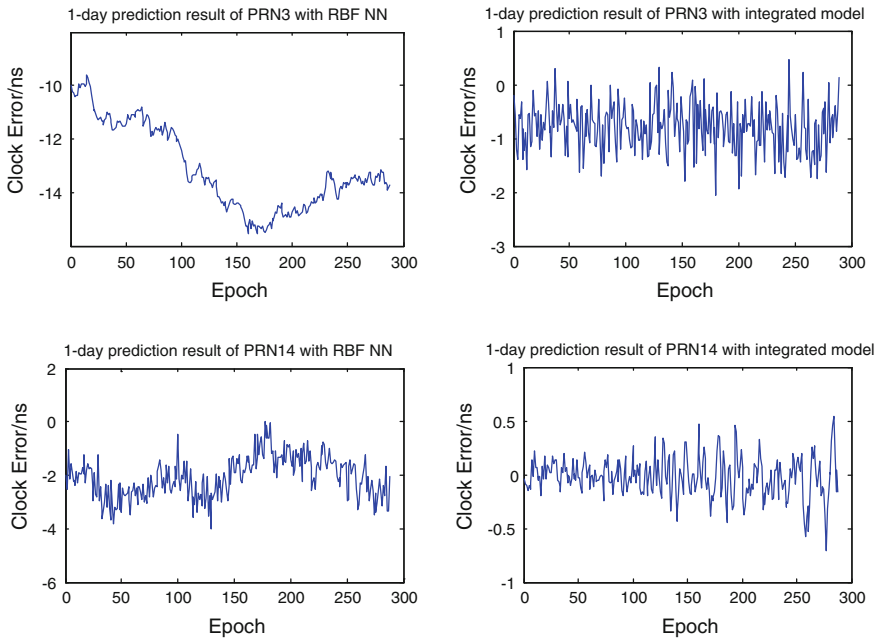 1-day prediction result of PRN3 with RBF NN
Clock Error/ns
-10
-12
-14
0 50 100 150 200 250 300
Epoch
1-day prediction result of PRN3 with integrated model
Clock Error/ns
1
0
-1
-2
-3
0 50 100 150 200 250 300
Epoch
1-day prediction result of PRN14 with RBF NN
Clock Error/ns
2
0
-2
-4
-6
0 50 100 150 200 250 300
Epoch
1-day prediction result of PRN14 with integrated model
Clock Error/ns
1
0.5
0
-0.5
-1
0 50 100 150 200 250 300
Epoch